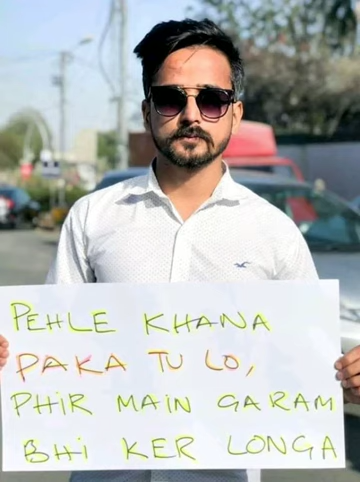 PEHLE KHANA
PAKA TU LO,
PHIR MAIN GARAM
BHI KER LONGA